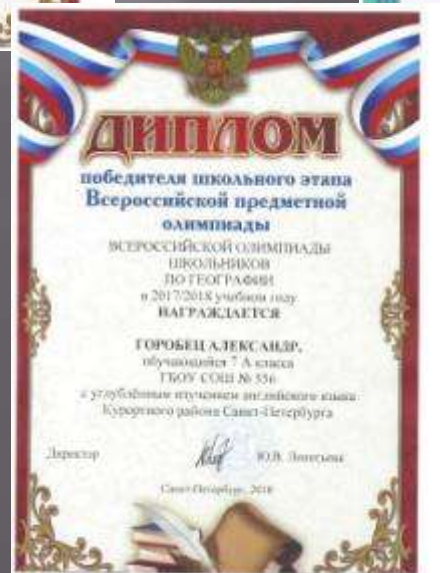 ДИПЛОМ
победителя школьного этапа
Всероссийской предметной
олимпиады
ВСЕРОССИЙСКОЙ ОЛИМПИАДЫ
ШКОЛЬНИКОВ
ПО ГЕОГРАФИИ
в 2017/2018 учебном году
НАГРАЖДАЕТСЯ
ГОРОБЕЦ АЛЕКСАНДР,
обучающийся 7 А класса
ГБОУ СОШ № 556
с углублённым изучением английского языка
Курортного района Санкт-Петербурга
Директор
Ю.В.
Санкт-Петербург, 2018